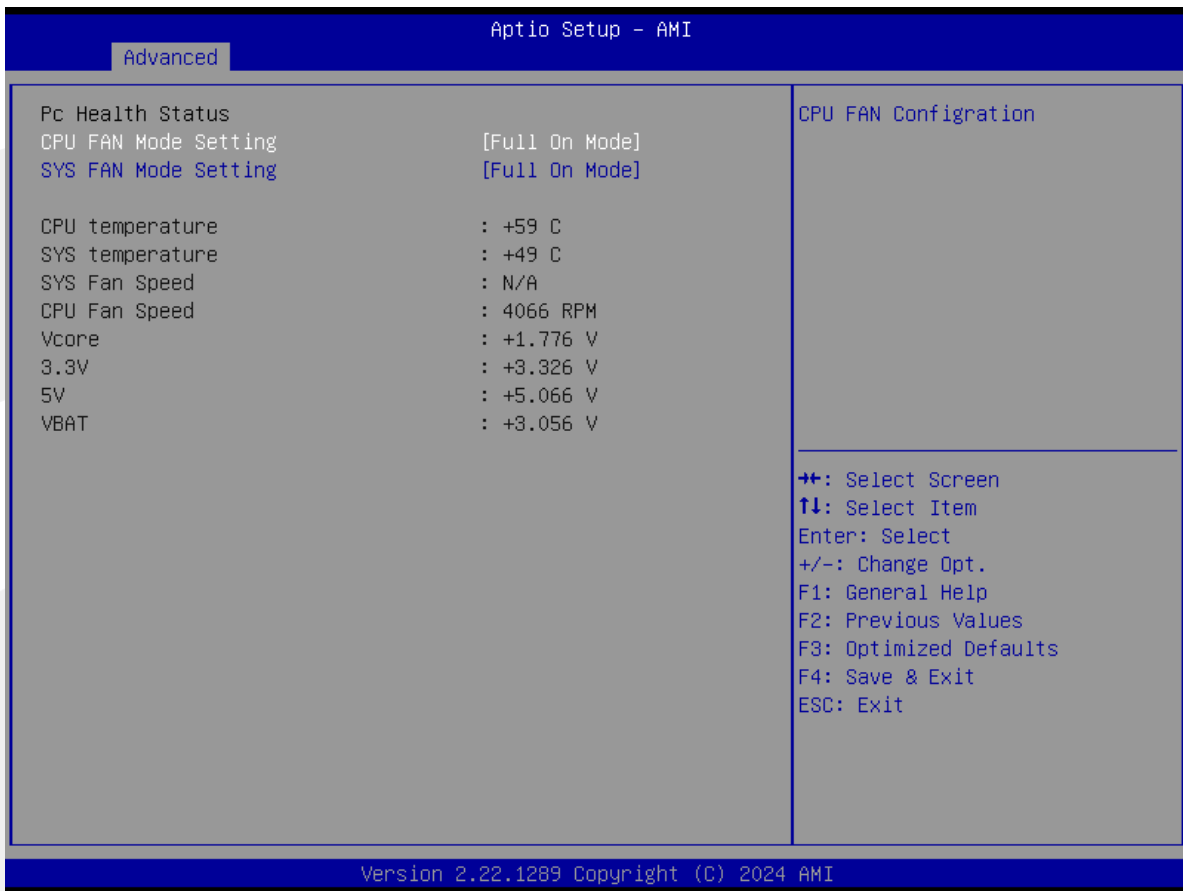 Aptio Setup – AMI
Advanced
Pc Health Status
CPU FAN Mode Setting [Full On Mode]
SYS FAN Mode Setting [Full On Mode]
CPU temperature : +59 C
SYS temperature : +49 C
SYS Fan Speed : N/A
CPU Fan Speed : 4066 RPM
Vcore : +1.776 V
3.3V : +3.326 V
5V : +5.066 V
VBAT : +3.056 V
CPU FAN Configration
→←: Select Screen
↑↓: Select Item
Enter: Select
+/-: Change Opt.
F1: General Help
F2: Previous Values
F3: Optimized Defaults
F4: Save & Exit
ESC: Exit
Version 2.22.1289 Copyright (C) 2024 AMI